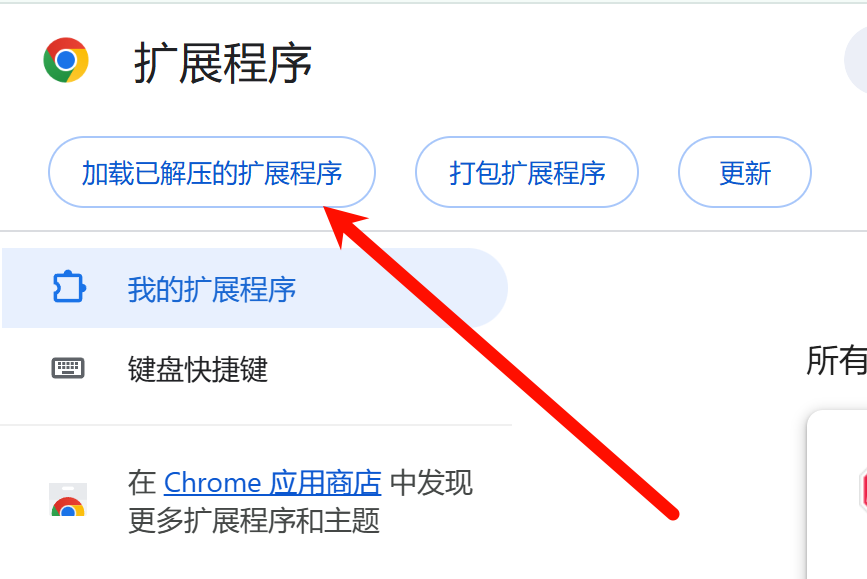 扩展程序
加载已解压的扩展程序
打包扩展程序
更新
我的扩展程序
键盘快捷键
所有
在 Chrome 应用商店 中发现
更多扩展程序和主题